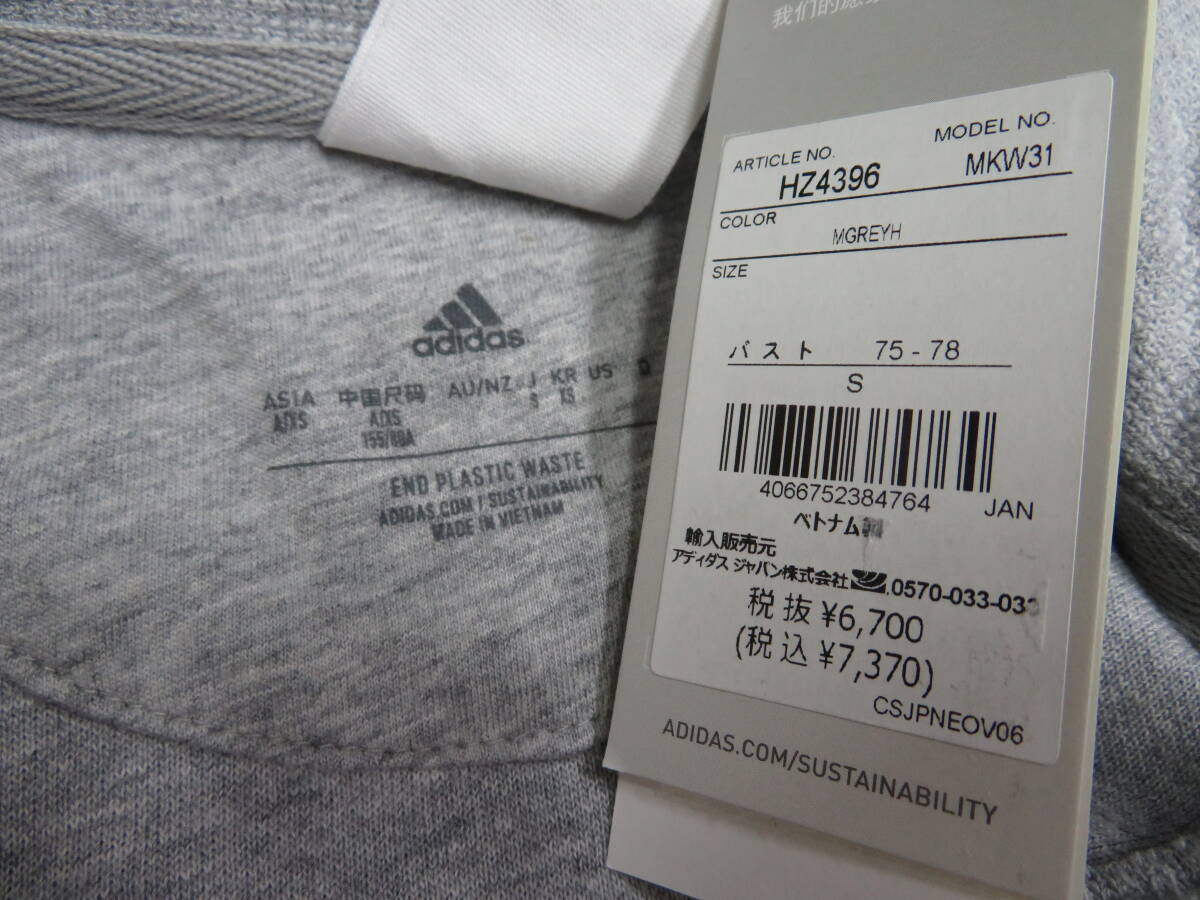 adidas
ASIA 中国尺码 AU/NZ J KR US
A/XS A/XS S XS
155/80A
END PLASTIC WASTE
ADIDAS.COM / SUSTAINABILITY
MADE IN VIETNAM
我们的
ARTICLE NO. MODEL NO.
HZ4396 MKW31
COLOR
MGREYH
SIZE
バスト 75-78
S
4066752384764 JAN
ベトナム製
輸入販売元
アディダス ジャパン株式会社 0570-033-033
税抜 ¥6,700
(税込 ¥7,370)
CSJPNEOV06
ADIDAS.COM/SUSTAINABILITY